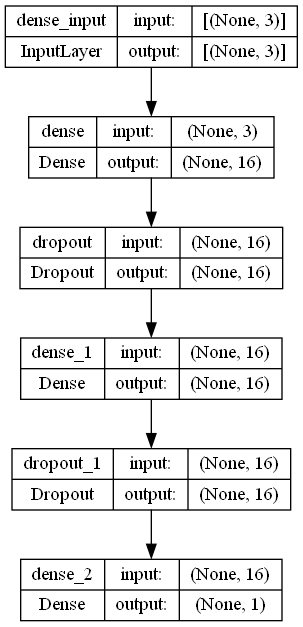 dense_input input: [(None, 3)]
InputLayer output: [(None, 3)]
dense input: (None, 3)
Dense output: (None, 16)
dropout input: (None, 16)
Dropout output: (None, 16)
dense_1 input: (None, 16)
Dense output: (None, 16)
dropout_1 input: (None, 16)
Dropout output: (None, 16)
dense_2 input: (None, 16)
Dense output: (None, 1)